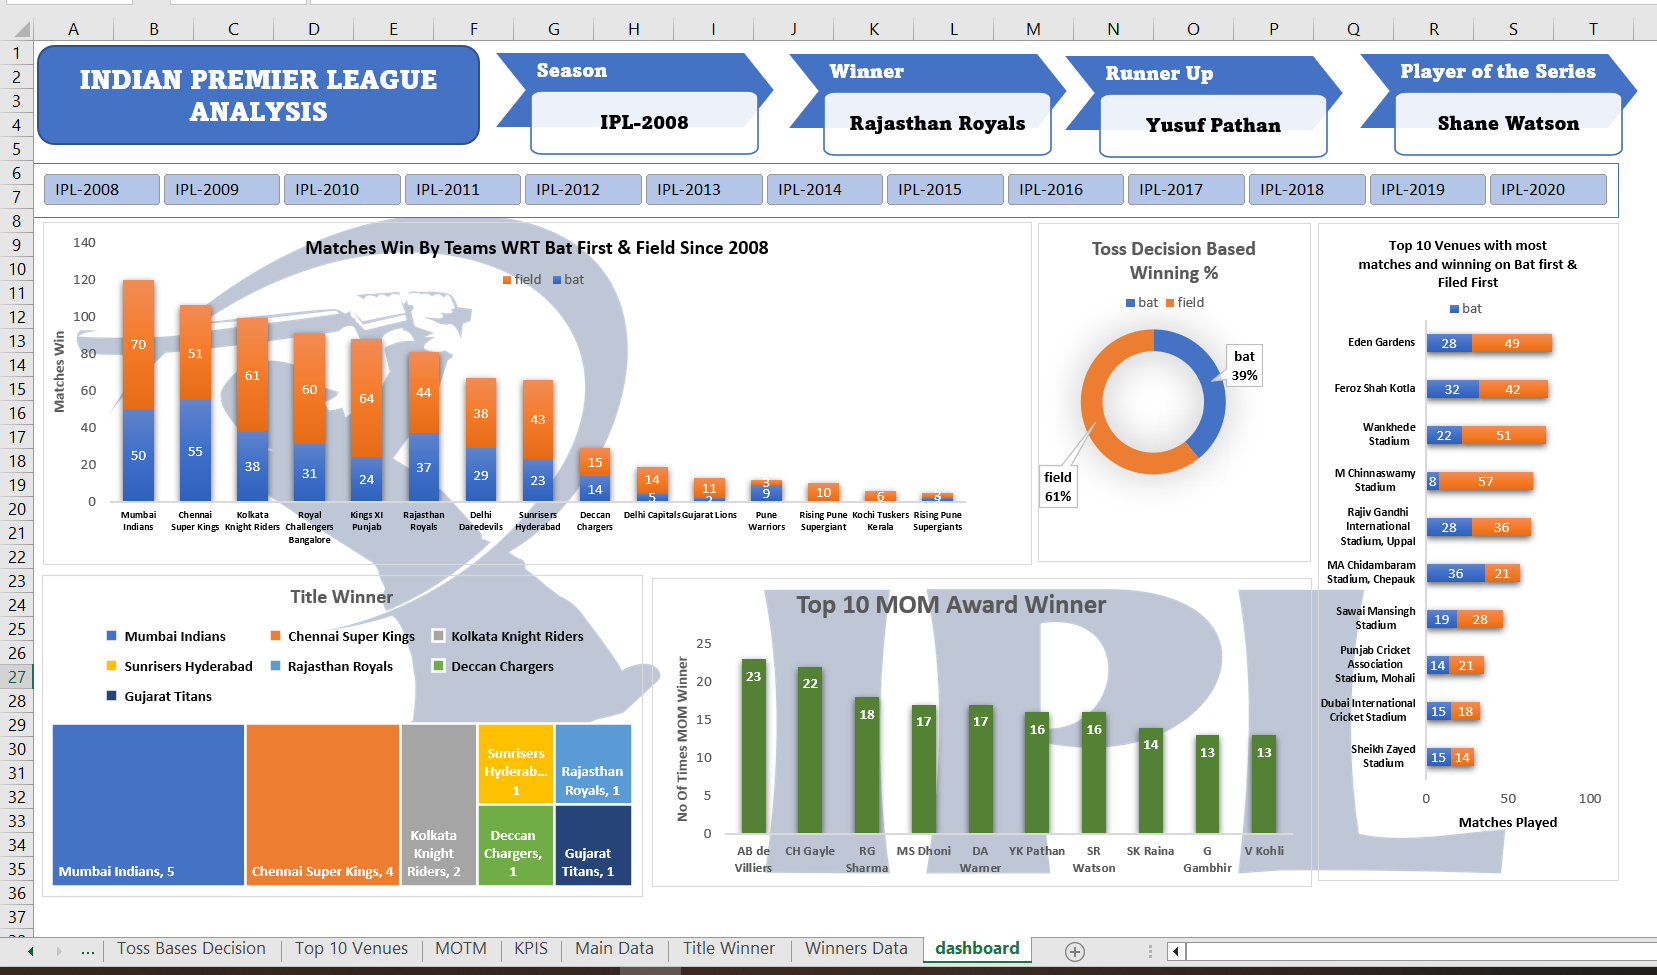 A B C D E F G H I J K L M N O P Q R S T
1
2
3
4
5
6
7
8
9
10
11
12
13
14
15
16
17
18
19
20
21
22
23
24
25
26
27
28
29
30
31
32
33
34
35
36
37
INDIAN PREMIER LEAGUE
ANALYSIS
Season
IPL-2008
Winner
Rajasthan Royals
Runner Up
Yusuf Pathan
Player of the Series
Shane Watson
IPL-2008 IPL-2009 IPL-2010 IPL-2011 IPL-2012 IPL-2013 IPL-2014 IPL-2015 IPL-2016 IPL-2017 IPL-2018 IPL-2019 IPL-2020
Matches Win By Teams WRT Bat First & Field Since 2008
field bat
Matches Win
140
120
100
80
60
40
20
0
70 51 61 60 64 44 38 43 15 14 11 3 10 6
50 55 38 31 24 37 29 23 14 5 2 9
Mumbai
Indians
Chennai
Super Kings
Kolkata
Knight Riders
Royal
Challengers
Bangalore
Kings XI
Punjab
Rajasthan
Royals
Delhi
Daredevils
Sunrisers
Hyderabad
Deccan
Chargers
Delhi Capitals
Gujarat Lions
Pune
Warriors
Rising Pune
Supergiant
Kochi Tuskers
Kerala
Rising Pune
Supergiants
Toss Decision Based
Winning %
bat field
bat
39%
field
61%
Top 10 Venues with most
matches and winning on Bat first &
Filed First
bat
Eden Gardens
28 49
Feroz Shah Kotla
32 42
Wankhede
Stadium
22 51
M Chinnaswamy
Stadium
8 57
Rajiv Gandhi
International
Stadium, Uppal
28 36
MA Chidambaram
Stadium, Chepauk
36 21
Sawai Mansingh
Stadium
19 28
Punjab Cricket
Association
Stadium, Mohali
14 21
Dubai International
Cricket Stadium
15 18
Sheikh Zayed
Stadium
15 14
0 50 100
Matches Played
Title Winner
Mumbai Indians Chennai Super Kings Kolkata Knight Riders
Sunrisers Hyderabad Rajasthan Royals Deccan Chargers
Gujarat Titans
Mumbai Indians, 5
Chennai Super Kings, 4
Kolkata
Knight
Riders, 2
Sunrisers
Hyderab...
1
Rajasthan
Royals, 1
Deccan
Chargers,
1
Gujarat
Titans, 1
IPL
Top 10 MOM Award Winner
No Of Times MOM Winner
25
20
15
10
5
0
23 22 18 17 17 16 16 14 13 13
AB de
Villiers
CH Gayle
RG
Sharma
MS Dhoni
DA
Warner
YK Pathan
SR
Watson
SK Raina
G
Gambhir
V Kohli
... Toss Bases Decision Top 10 Venues MOTM KPIS Main Data Title Winner Winners Data dashboard